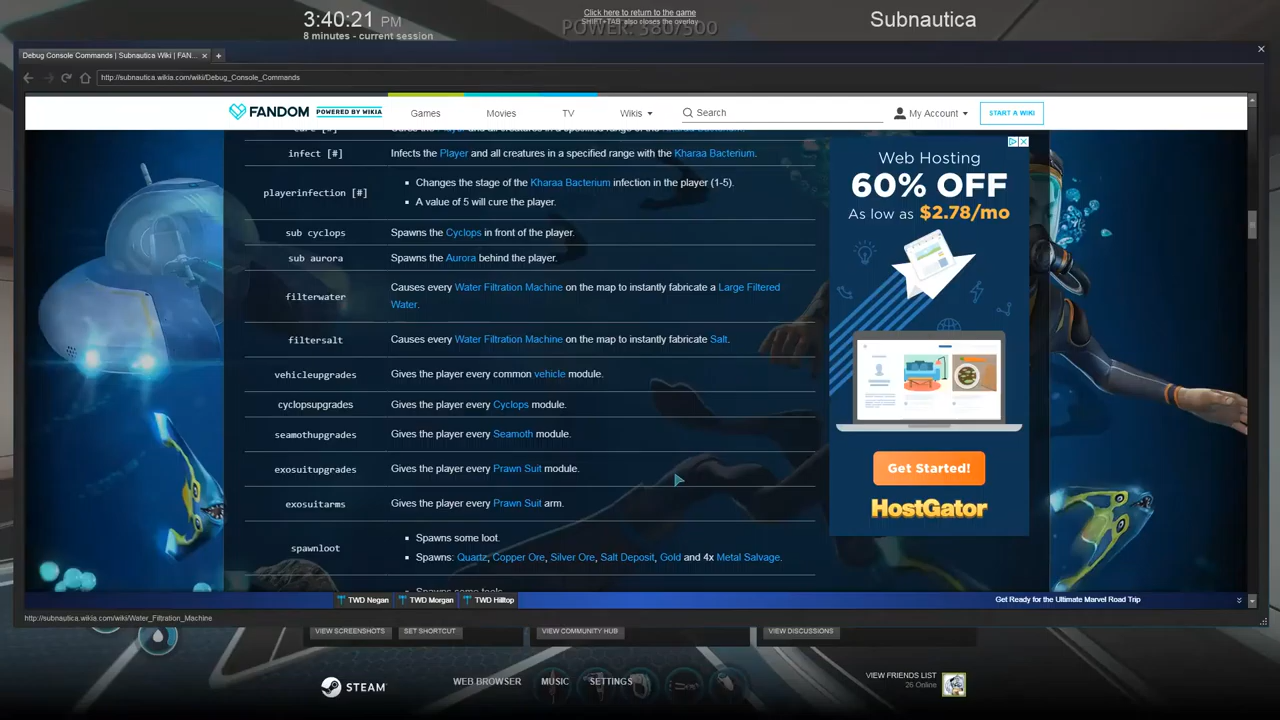 3:40:21 PM
8 minutes - current session
Click here to return to the game
SHIFT+TAB also closes the overlay
POWER: 380/500
Subnautica
Debug Console Commands | Subnautica Wiki | FAN...
http://subnautica.wikia.com/wiki/Debug_Console_Commands
FANDOM POWERED BY WIKIA Games Movies TV Wikis Search My Account START A WIKI
infect [#] Infects the Player and all creatures in a specified range with the Kharaa Bacterium.
playerinfection [#]
Changes the stage of the Kharaa Bacterium infection in the player (1-5).
A value of 5 will cure the player.
sub cyclops Spawns the Cyclops in front of the player.
sub aurora Spawns the Aurora behind the player.
filterwater Causes every Water Filtration Machine on the map to instantly fabricate a Large Filtered
Water.
filtersalt Causes every Water Filtration Machine on the map to instantly fabricate Salt.
vehicleupgrades Gives the player every common vehicle module.
cyclopsupgrades Gives the player every Cyclops module.
seamothupgrades Gives the player every Seamoth module.
exosuitupgrades Gives the player every Prawn Suit module.
exosuitarms Gives the player every Prawn Suit arm.
spawnloot
Spawns some loot.
Spawns: Quartz, Copper Ore, Silver Ore, Salt Deposit, Gold and 4x Metal Salvage.
Spawns some tools.
Web Hosting
60% OFF
As low as $2.78/mo
Get Started!
HostGator
TWD Negan TWD Morgan TWD Hilltop Get Ready for the Ultimate Marvel Road Trip
http://subnautica.wikia.com/wiki/Water_Filtration_Machine
VIEW SCREENSHOTS SET SHORTCUT VIEW COMMUNITY HUB VIEW DISCUSSIONS
STEAM WEB BROWSER MUSIC SETTINGS
VIEW FRIENDS LIST
26 Online